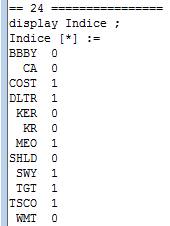 == 24 ================
display Indice ;
Indice [*] :=
BBBY 0
CA 0
COST 1
DLTR 1
KER 0
KR 0
MEO 1
SHLD 0
SWY 1
TGT 1
TSCO 1
WMT 0